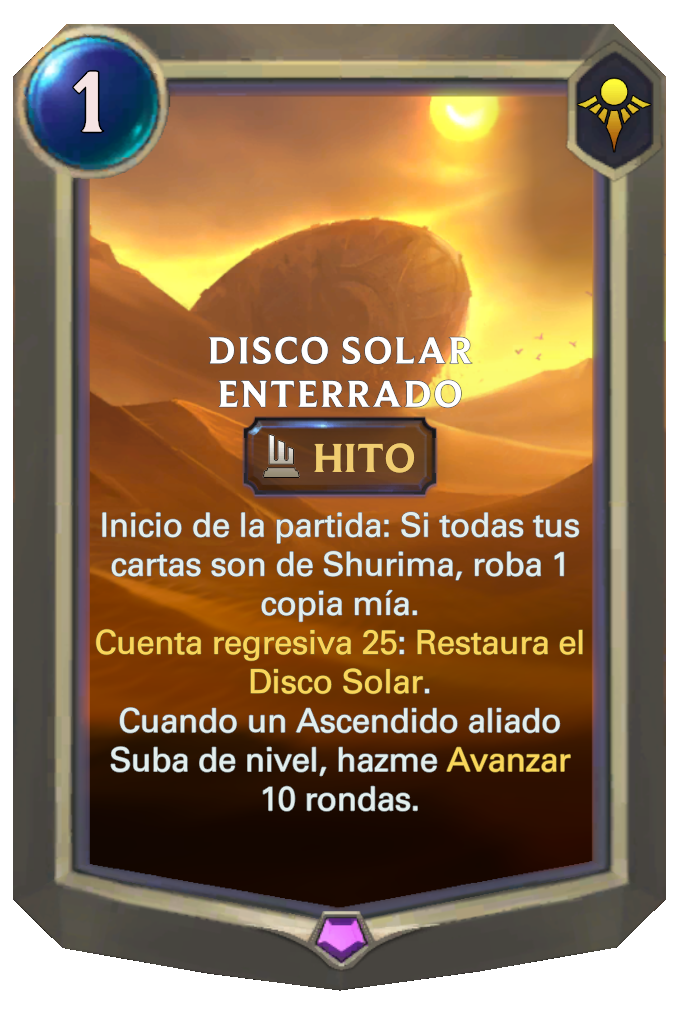 1
DISCO SOLAR
ENTERRADO
HITO
Inicio de la partida: Si todas tus
cartas son de Shurima, roba 1
copia mía.
Cuenta regresiva 25: Restaura el
Disco Solar.
Cuando un Ascendido aliado
Suba de nivel, hazme Avanzar
10 rondas.